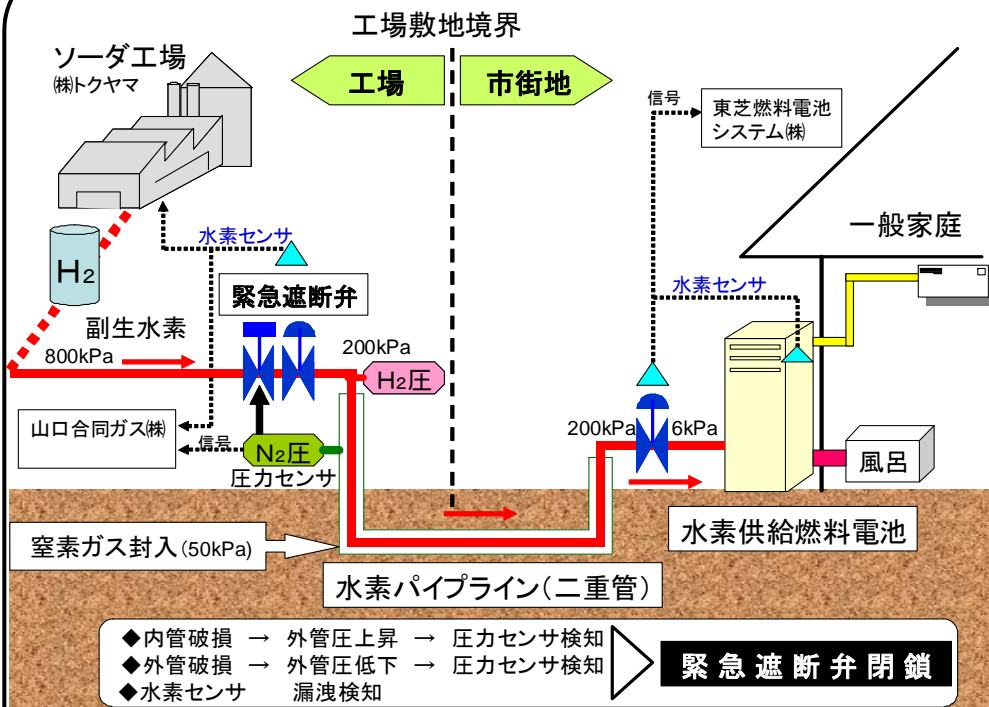 工場敷地境界
ソーダ工場
㈱トクヤマ
工場
市街地
信号
東芝燃料電池
システム㈱
一般家庭
H2
水素センサ
水素センサ
緊急遮断弁
副生水素
800kPa
200kPa
H2圧
山口合同ガス㈱
信号
N2圧
圧力センサ
200kPa
6kPa
風呂
水素供給燃料電池
窒素ガス封入(50kPa)
水素パイプライン(二重管)
◆内管破損 → 外管圧上昇 → 圧力センサ検知
◆外管破損 → 外管圧低下 → 圧力センサ検知
◆水素センサ 漏洩検知
緊急遮断弁閉鎖